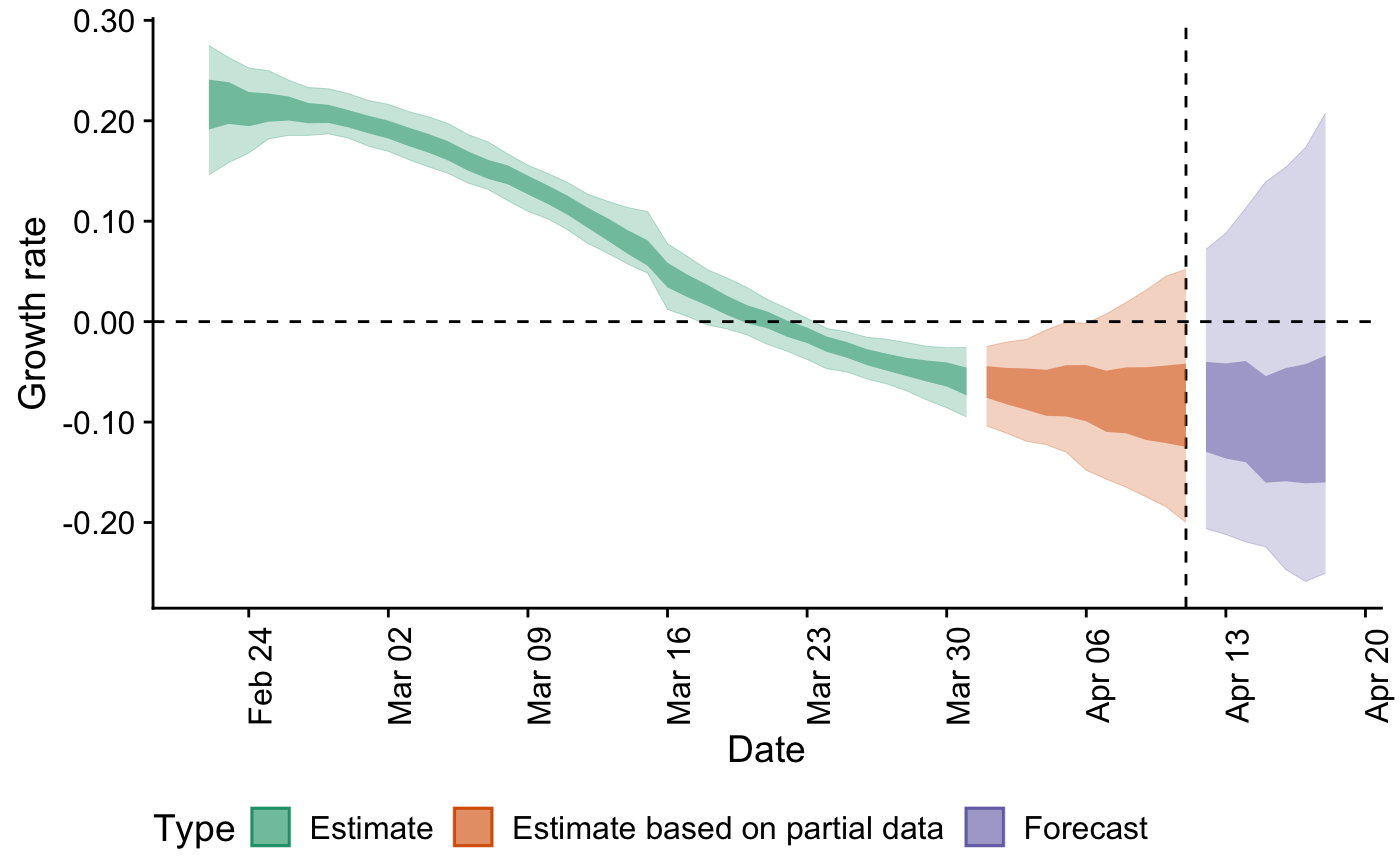 0.30
0.20
0.10
0.00
-0.10
-0.20
Growth rate
Feb 24
Mar 02
Mar 09
Mar 16
Mar 23
Mar 30
Apr 06
Apr 13
Apr 20
Date
Type Estimate Estimate based on partial data Forecast